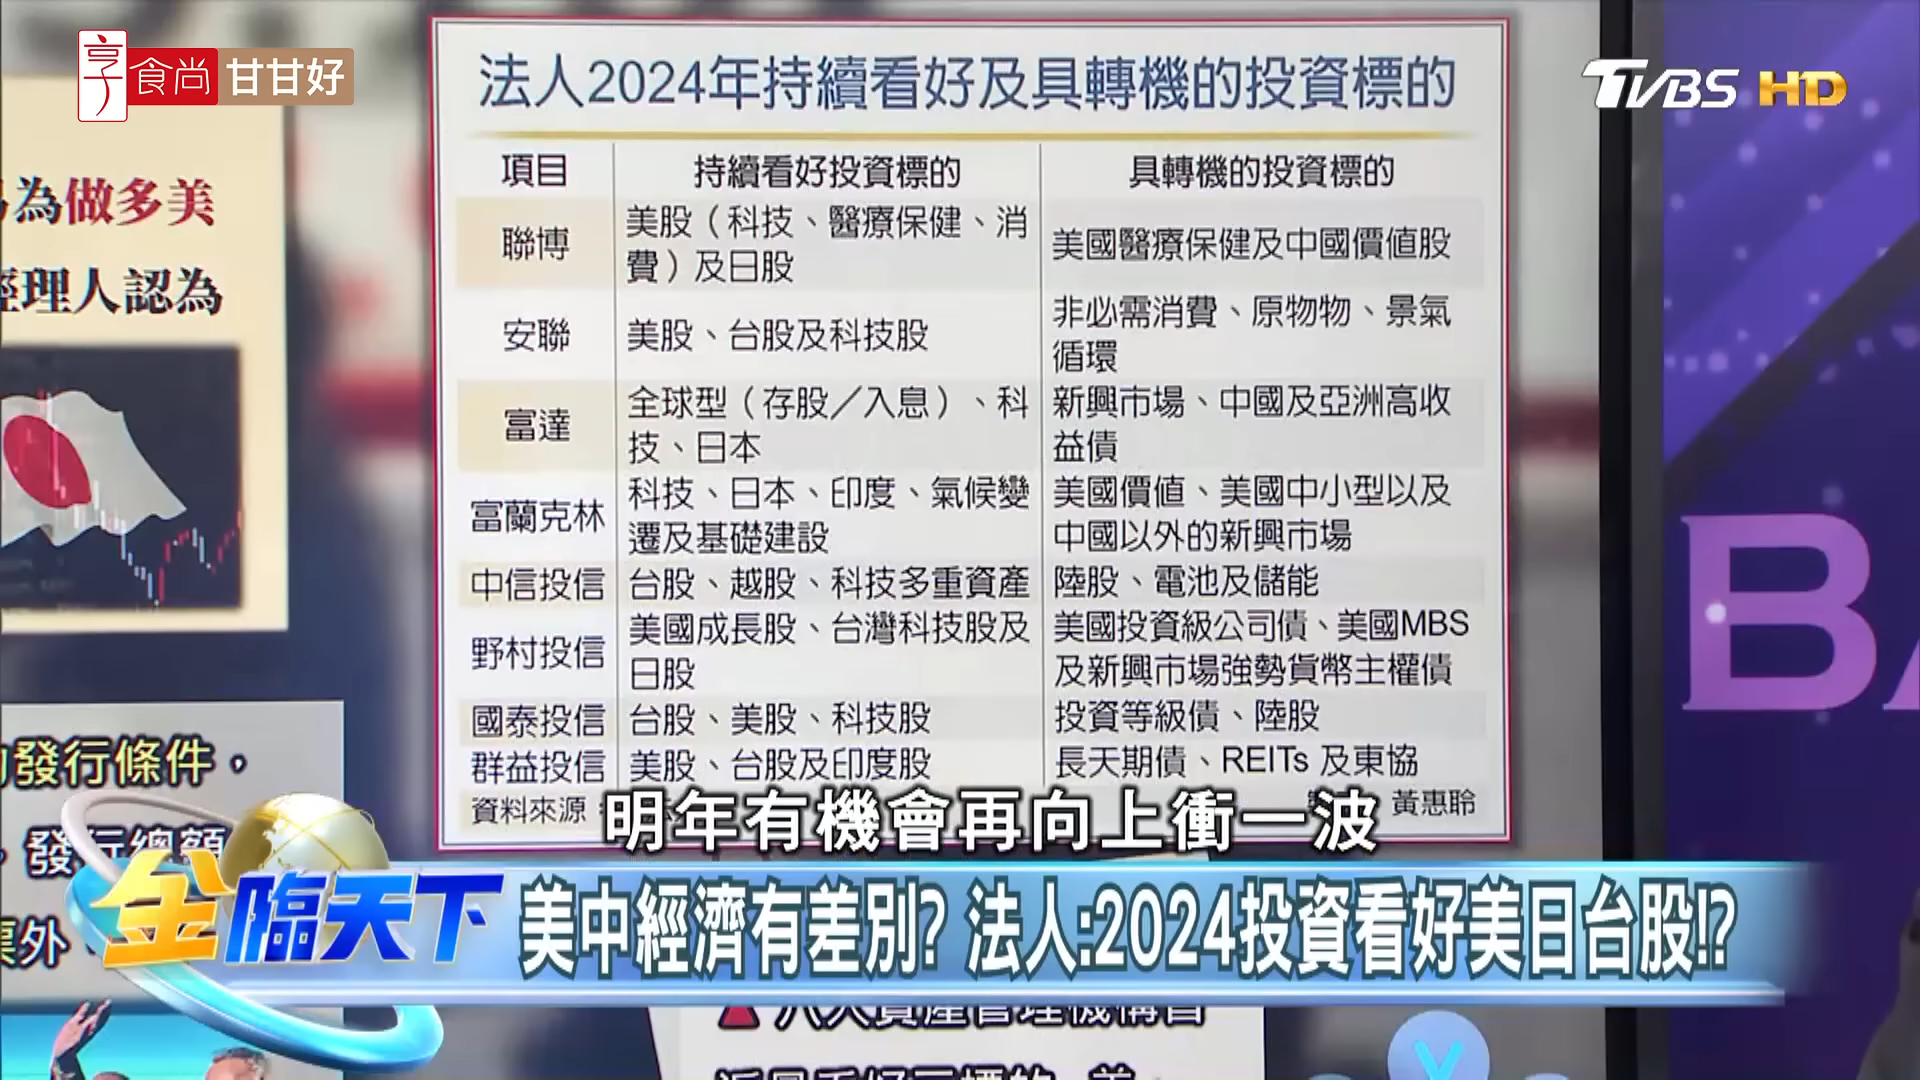 享
食尚
甘甘好
TVBS HD
法人2024年持續看好及具轉機的投資標的
項目
持續看好投資標的
具轉機的投資標的
聯博
美股（科技、醫療保健、消
費）及日股
美國醫療保健及中國價值股
安聯
美股、台股及科技股
非必需消費、原物物、景氣
循環
富達
全球型（存股／入息）、科
技、日本
新興市場、中國及亞洲高收
益債
富蘭克林
科技、日本、印度、氣候變
遷及基礎建設
美國價值、美國中小型以及
中國以外的新興市場
中信投信
台股、越股、科技多重資產
陸股、電池及儲能
野村投信
美國成長股、台灣科技股及
日股
美國投資級公司債、美國MBS
及新興市場強勢貨幣主權債
國泰投信
台股、美股、科技股
投資等級債、陸股
群益投信
美股、台股及印度股
長天期債、REITs 及東協
資料來源
黃惠聆
為做多美
經理人認為
發行條件，
發行總額
票外
明年有機會再向上衝一波
金臨天下
美中經濟有差別? 法人:2024投資看好美日台股!?
▲八大資產管理機構皆
B